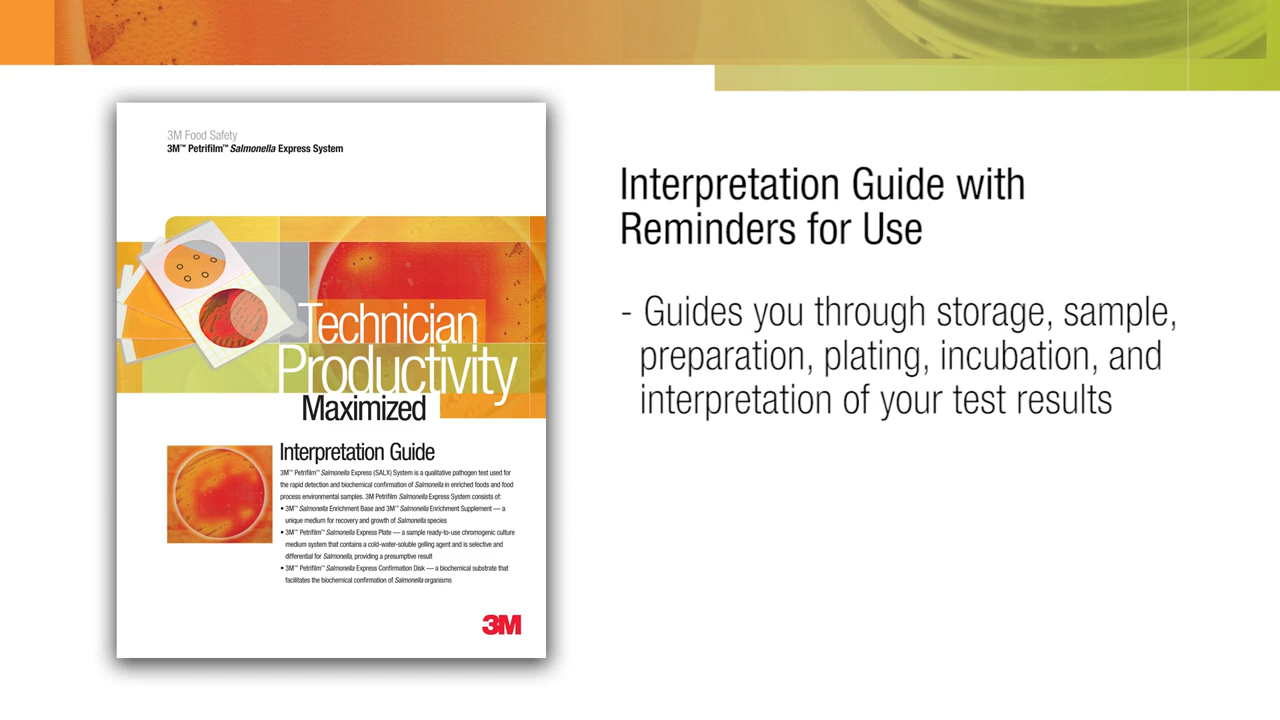 3M Food Safety
3M™ Petrifilm™ Salmonella Express System
Technician
Productivity
Maximized
Interpretation Guide
3M™ Petrifilm™ Salmonella Express (SALX) System is a qualitative pathogen test used for
the rapid detection and biochemical confirmation of Salmonella in enriched foods and food
process environmental samples. 3M Petrifilm Salmonella Express System consists of:
• 3M™ Salmonella Enrichment Base and 3M™ Salmonella Enrichment Supplement — a
unique medium for recovery and growth of Salmonella species
• 3M™ Petrifilm™ Salmonella Express Plate — a sample ready-to-use chromogenic culture
medium system that contains a cold-water-soluble gelling agent and is selective and
differential for Salmonella, providing a presumptive result
• 3M™ Petrifilm™ Salmonella Express Confirmation Disk — a biochemical substrate that
facilitates the biochemical confirmation of Salmonella organisms
3M
Interpretation Guide with
Reminders for Use
- Guides you through storage, sample,
preparation, plating, incubation, and
interpretation of your test results